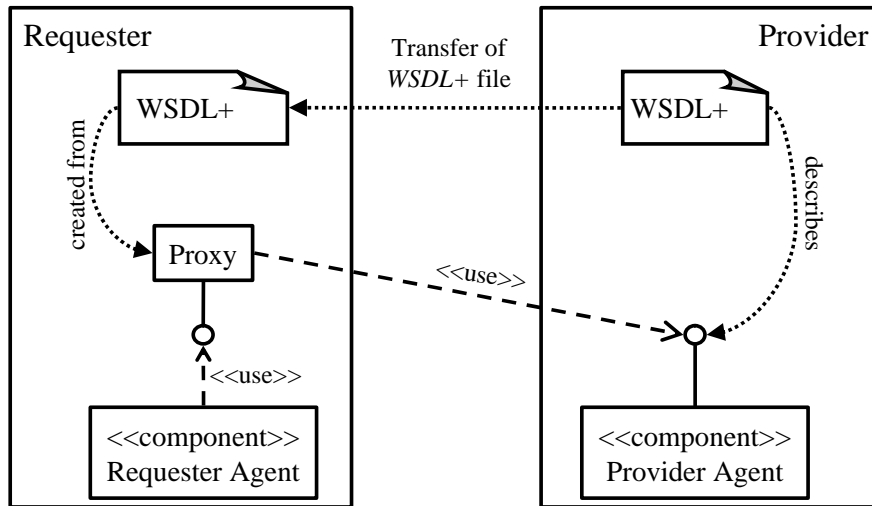 Requester
Provider
Transfer of
WSDL+ file
WSDL+
WSDL+
created from
describes
Proxy
<<use>>
<<use>>
<<component>>
Requester Agent
<<component>>
Provider Agent